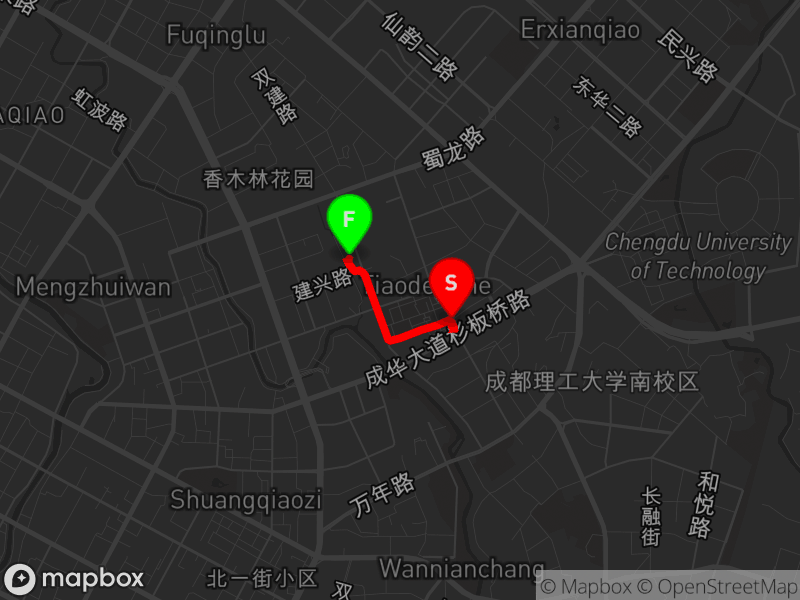 Fuqinglu
仙韵二路
Erxianqiao
民兴路
双建路
虹波路
东华二路
蜀龙路
香木林花园
F
Chengdu University
of Technology
Mengzhuiwan
建兴路
S
成华大道杉板桥路
成都理工大学南校区
Shuangqiaozi
万年路
长融街
和悦路
Wannianchang
北一街小区
mapbox
© Mapbox © OpenStreetMap